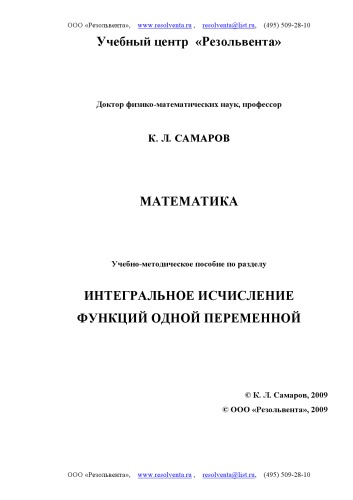 ООО «Резольвента», www.resolventa.ru , resolventa@list.ru, (495) 509-28-10
Учебный центр «Резольвента»
Доктор физико-математических наук, профессор
К. Л. САМАРОВ
МАТЕМАТИКА
Учебно-методическое пособие по разделу
ИНТЕГРАЛЬНОЕ ИСЧИСЛЕНИЕ
ФУНКЦИЙ ОДНОЙ ПЕРЕМЕННОЙ
© К. Л. Самаров, 2009
© ООО «Резольвента», 2009
ООО «Резольвента», www.resolventa.ru , resolventa@list.ru, (495) 509-28-10